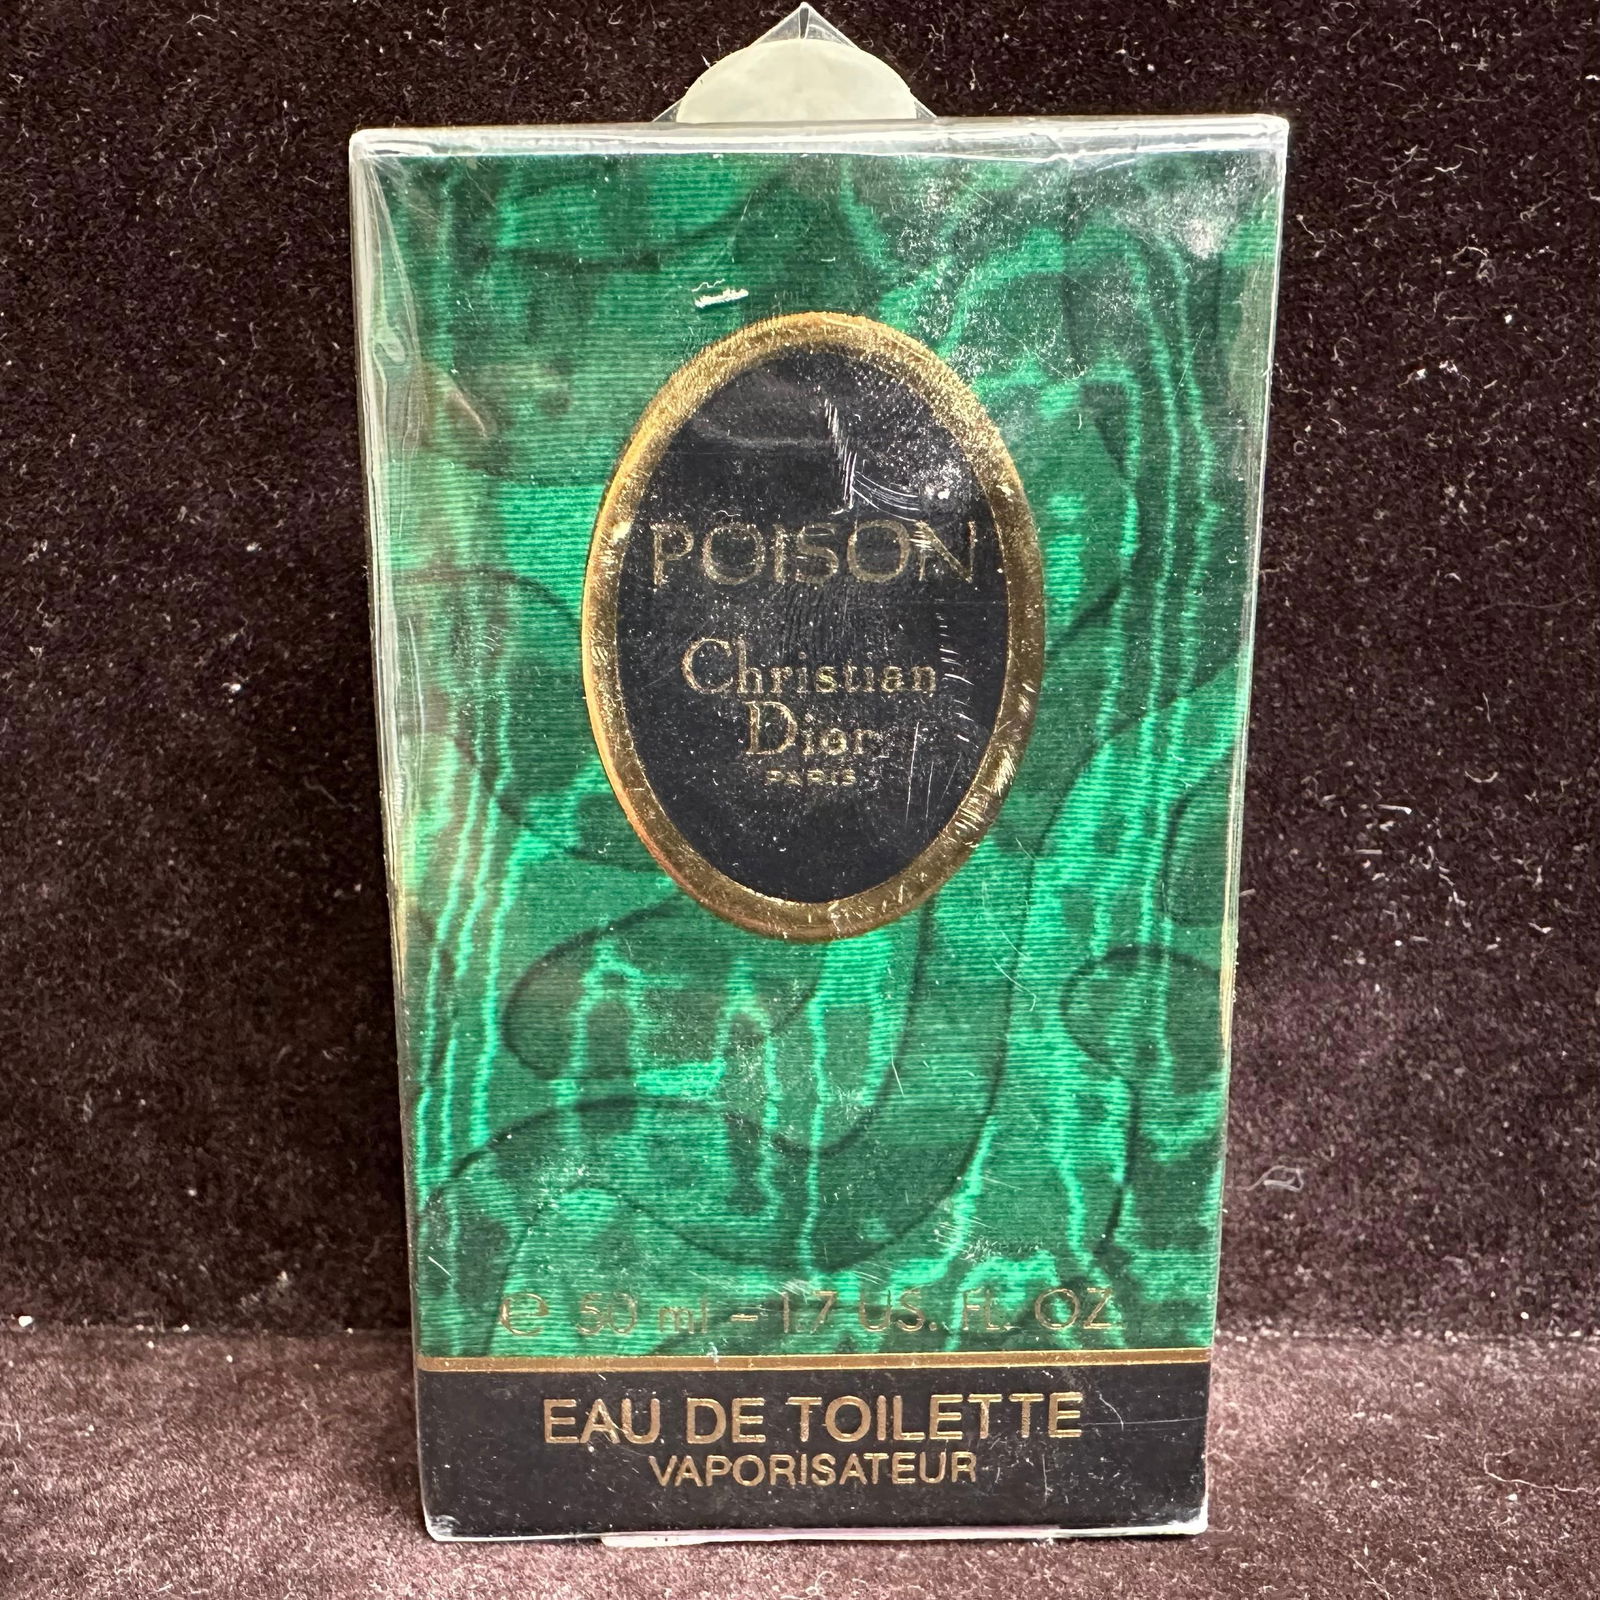 POISON
Christian
Dior
PARIS
℮ 50 ml – 1.7 US. FL. OZ
EAU DE TOILETTE
VAPORISATEUR